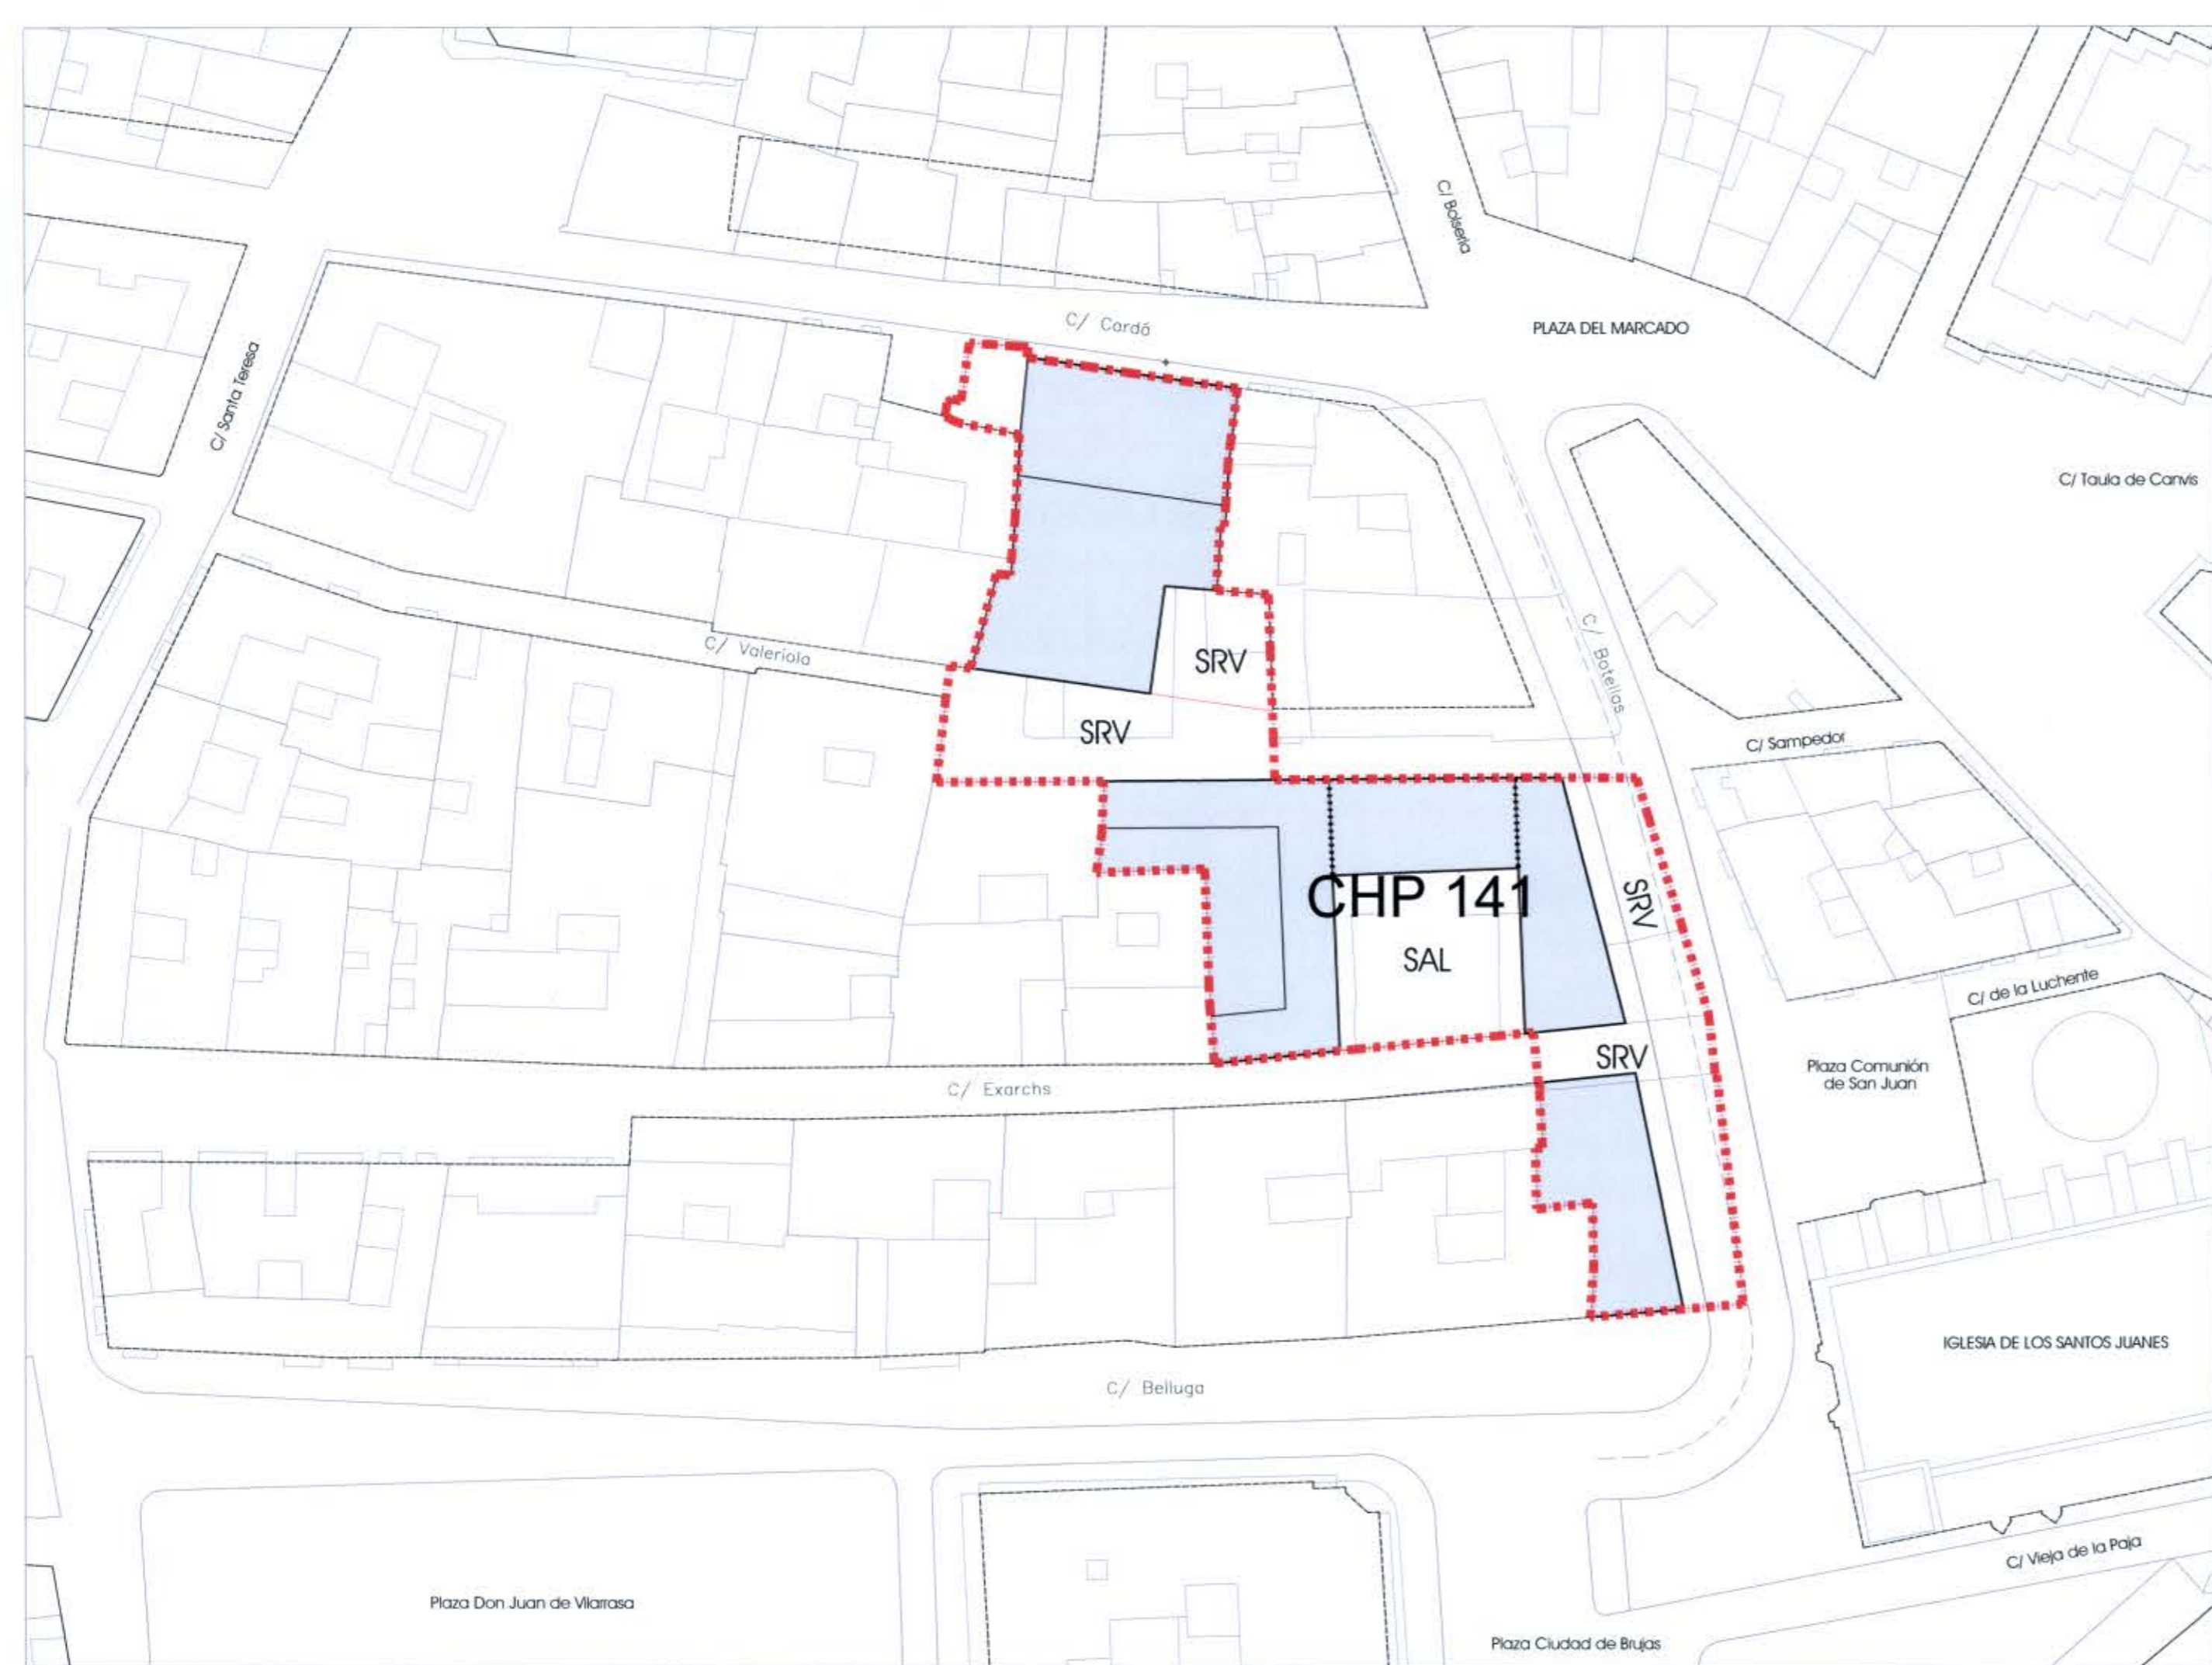 C/ Bolsería
C/ Cardá
PLAZA DEL MARCADO
C/ Santa Teresa
C/ Taula de Canvis
C/ Valeriola
SRV
C/ Botellas
SRV
C/ Sampedor
CHP 141
SRV
SAL
C/ de la Luchente
SRV
Plaza Comunión
de San Juan
C/ Exarchs
IGLESIA DE LOS SANTOS JUANES
C/ Belluga
C/ Vieja de la Paja
Plaza Don Juan de Vilarrasa
Plaza Ciudad de Brujas